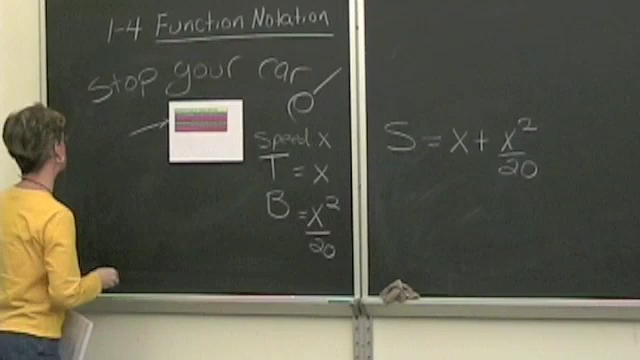 1-4 Function Notation
stop your car
Speed x
T = x
B = x²/20
S = x + x²/20